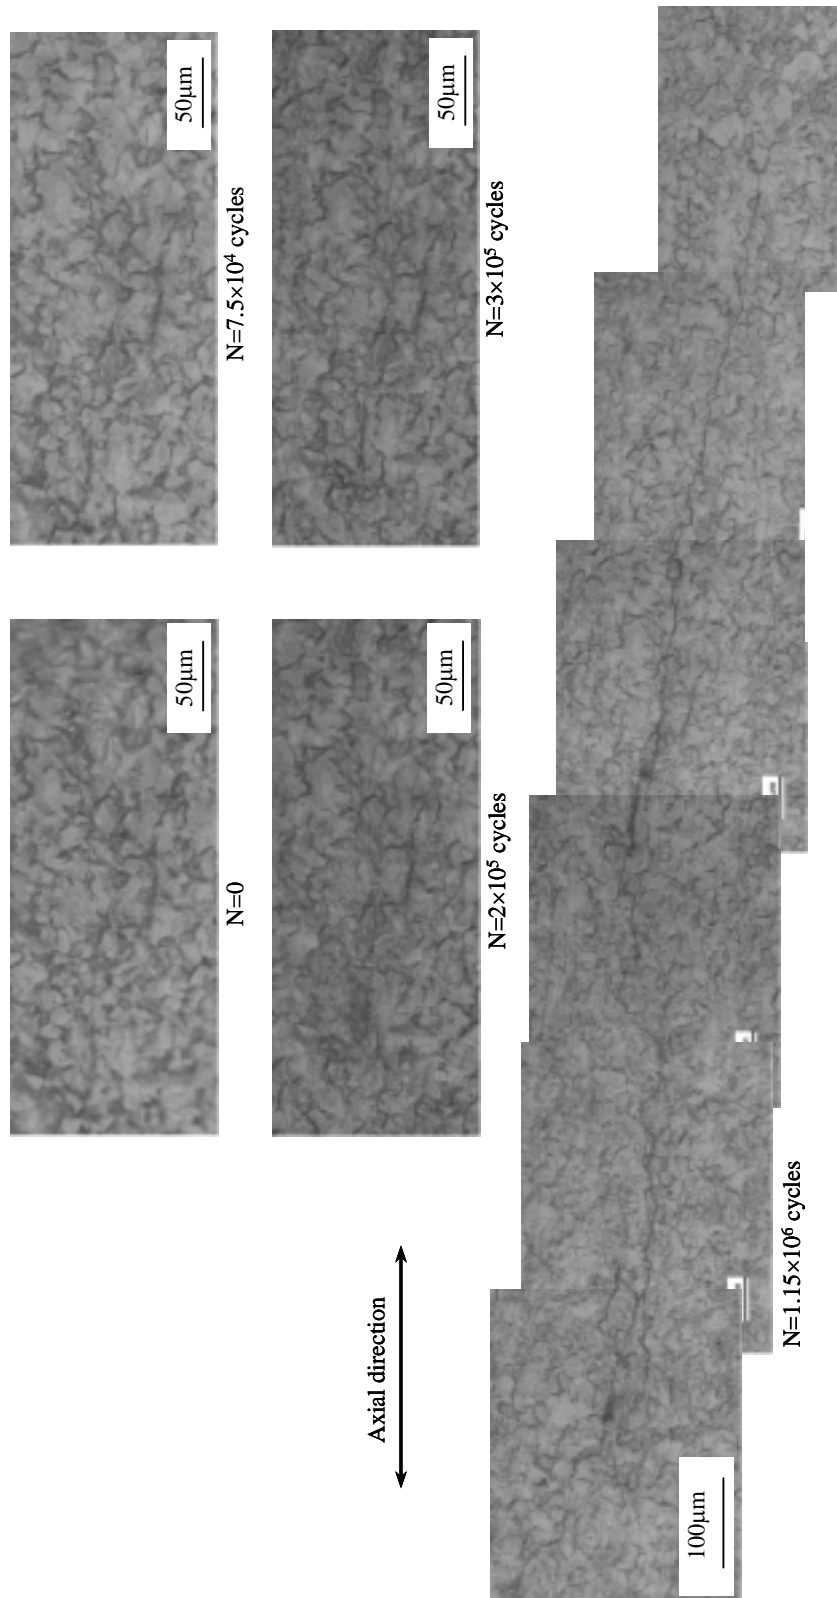 50μm
N=0
50μm
N=7.5×10⁴ cycles
50μm
N=2×10⁵ cycles
50μm
N=3×10⁵ cycles
Axial direction
100μm
N=1.15×10⁶ cycles